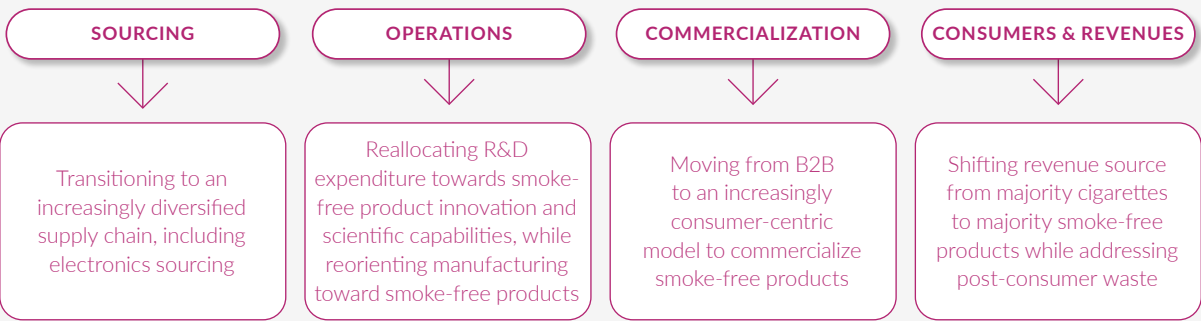 SOURCING
OPERATIONS
COMMERCIALIZATION
CONSUMERS & REVENUES
Transitioning to an
increasingly diversified
supply chain, including
electronics sourcing
Reallocating R&D
expenditure towards smoke-
free product innovation and
scientific capabilities, while
reorienting manufacturing
toward smoke-free products
Moving from B2B
to an increasingly
consumer-centric
model to commercialize
smoke-free products
Shifting revenue source
from majority cigarettes
to majority smoke-free
products while addressing
post-consumer waste